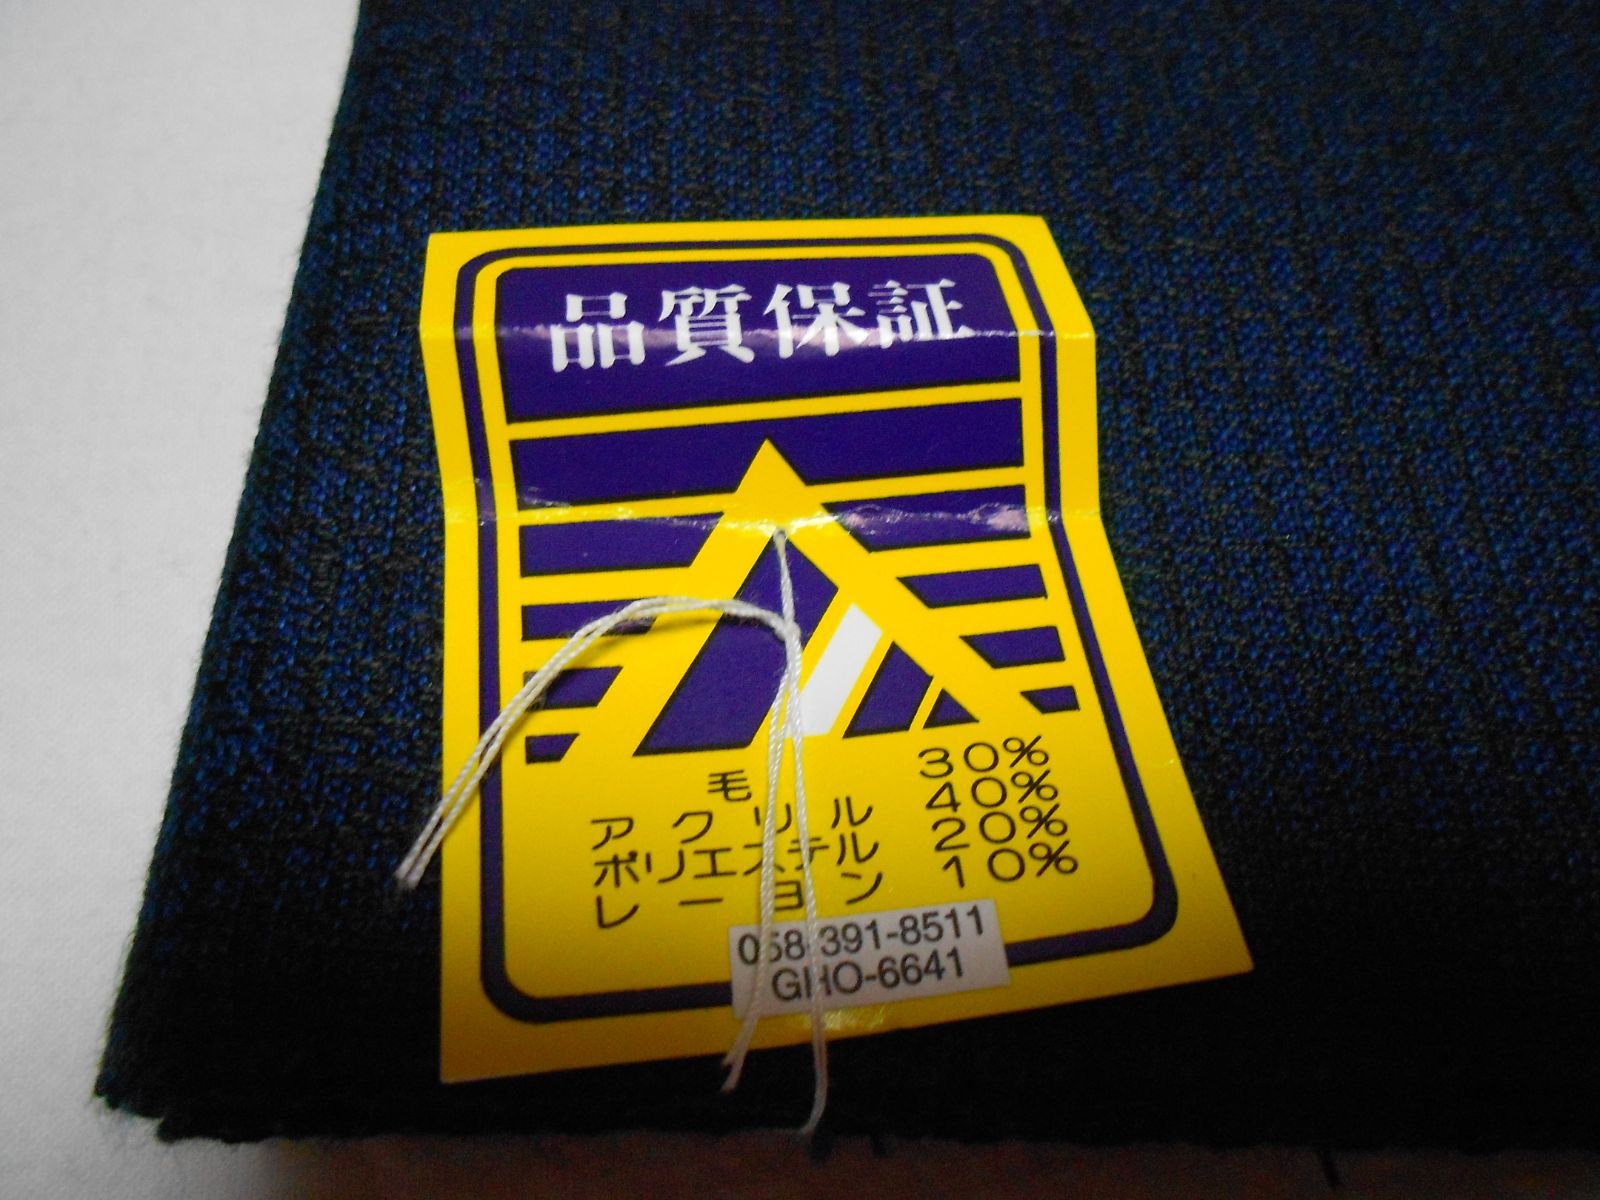 品質保証
毛 30%
アクリル 40%
ポリエステル 20%
レーヨン 10%
058-391-8511
GHO-6641